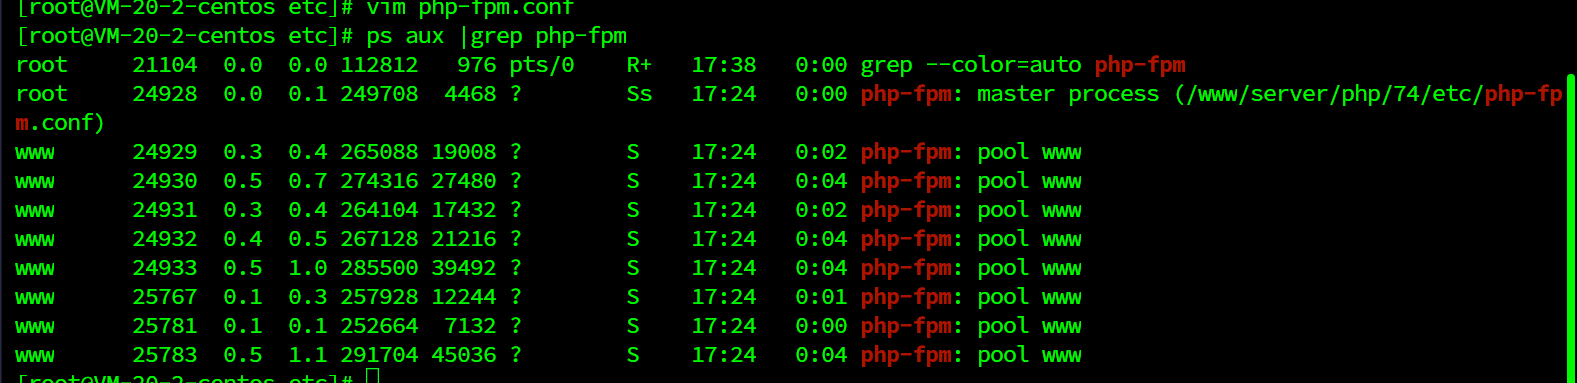 [root@VM-20-2-centos etc]# vim php-fpm.conf
[root@VM-20-2-centos etc]# ps aux |grep php-fpm
root     21104  0.0  0.0 112812   976 pts/0    R+   17:38   0:00 grep --color=auto php-fpm
root     24928  0.0  0.1 249708  4468 ?        Ss   17:24   0:00 php-fpm: master process (/www/server/php/74/etc/php-fp
m.conf)
www      24929  0.3  0.4 265088 19008 ?        S    17:24   0:02 php-fpm: pool www
www      24930  0.5  0.7 274316 27480 ?        S    17:24   0:04 php-fpm: pool www
www      24931  0.3  0.4 264104 17432 ?        S    17:24   0:02 php-fpm: pool www
www      24932  0.4  0.5 267128 21216 ?        S    17:24   0:04 php-fpm: pool www
www      24933  0.5  1.0 285500 39492 ?        S    17:24   0:04 php-fpm: pool www
www      25767  0.1  0.3 257928 12244 ?        S    17:24   0:01 php-fpm: pool www
www      25781  0.1  0.1 252664  7132 ?        S    17:24   0:00 php-fpm: pool www
www      25783  0.5  1.1 291704 45036 ?        S    17:24   0:04 php-fpm: pool www
[root@VM-20-2-centos etc]#